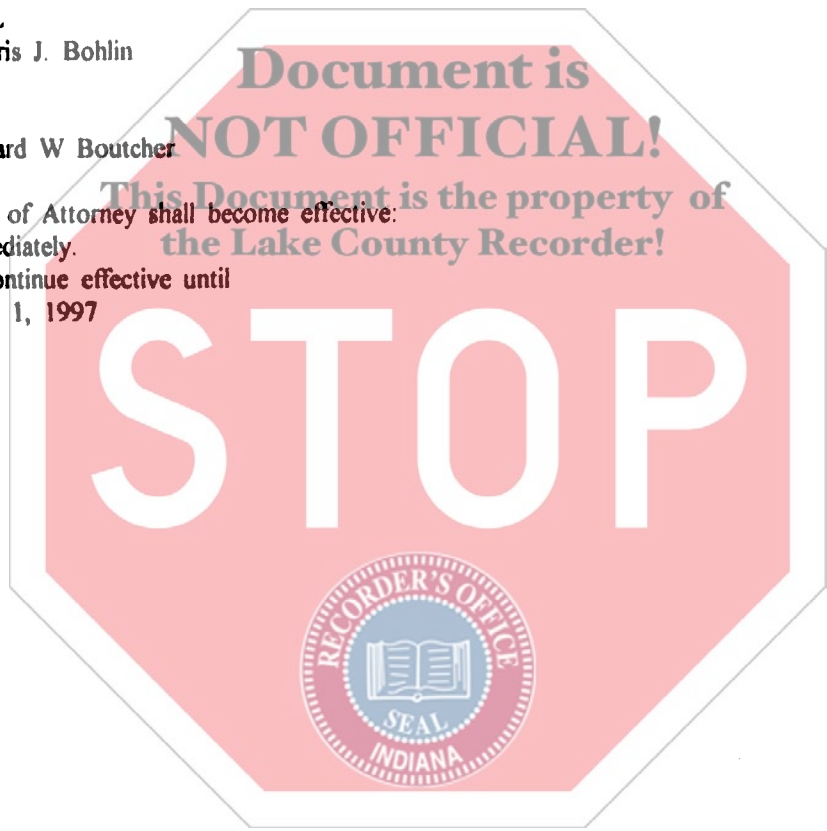 ris J. Bohlin
Document is
NOT OFFICIAL!
ard W Boutcher
This Document is the property of
of Attorney shall become effective:
the Lake County Recorder!
ediately.
ontinue effective until
1, 1997
STOP
RECORDER'S OFFICE
SEAL
INDIANA